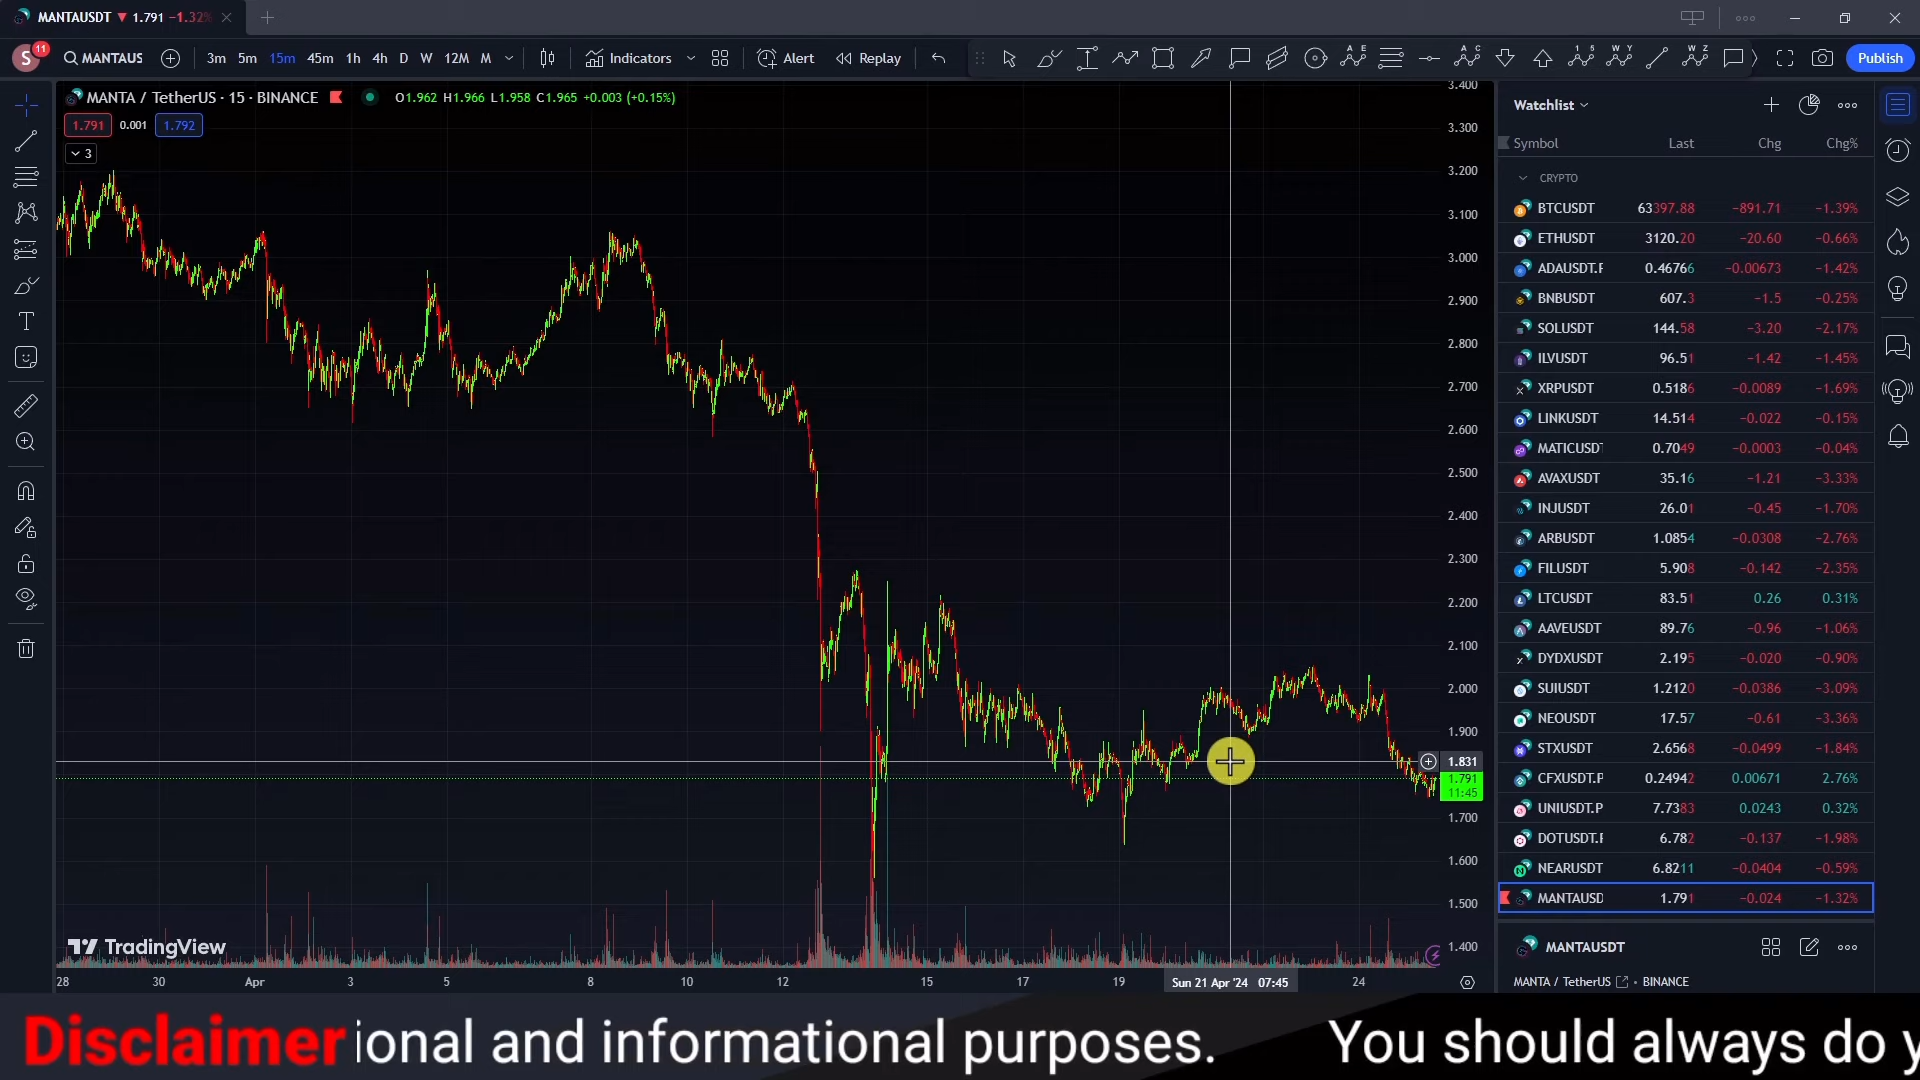 MANTAUSDT ▼ 1.791 −1.32%
S 11 MANTAUS 3m 5m 15m 45m 1h 4h D W 12M M Indicators Alert Replay Publish
MANTA / TetherUS · 15 · BINANCE O1.962 H1.966 L1.958 C1.965 +0.003 (+0.15%)
1.791 0.001 1.792
3
3.400
3.300
3.200
3.100
3.000
2.900
2.800
2.700
2.600
2.500
2.400
2.300
2.200
2.100
2.000
1.900
1.831
1.791
11:45
1.700
1.600
1.500
1.400
TradingView
28 30 Apr 3 5 8 10 12 15 17 19 Sun 21 Apr '24 07:45 24
Watchlist
Symbol Last Chg Chg%
CRYPTO
BTCUSDT 63397.88 −891.71 −1.39%
ETHUSDT 3120.20 −20.60 −0.66%
ADAUSDT.F 0.46766 −0.00673 −1.42%
BNBUSDT 607.3 −1.5 −0.25%
SOLUSDT 144.58 −3.20 −2.17%
ILVUSDT 96.51 −1.42 −1.45%
XRPUSDT 0.5186 −0.0089 −1.69%
LINKUSDT 14.514 −0.022 −0.15%
MATICUSDT 0.7049 −0.0003 −0.04%
AVAXUSDT 35.16 −1.21 −3.33%
INJUSDT 26.01 −0.45 −1.70%
ARBUSDT 1.0854 −0.0308 −2.76%
FILUSDT 5.908 −0.142 −2.35%
LTCUSDT 83.51 0.26 0.31%
AAVEUSDT 89.76 −0.96 −1.06%
DYDXUSDT 2.195 −0.020 −0.90%
SUIUSDT 1.2120 −0.0386 −3.09%
NEOUSDT 17.57 −0.61 −3.36%
STXUSDT 2.6568 −0.0499 −1.84%
CFXUSDT.P 0.24942 0.00671 2.76%
UNIUSDT.P 7.7383 0.0243 0.32%
DOTUSDT.F 6.782 −0.137 −1.98%
NEARUSDT 6.8211 −0.0404 −0.59%
MANTAUSD 1.791 −0.024 −1.32%
MANTAUSDT
MANTA / TetherUS • BINANCE
Disclaimer ional and informational purposes. You should always do y